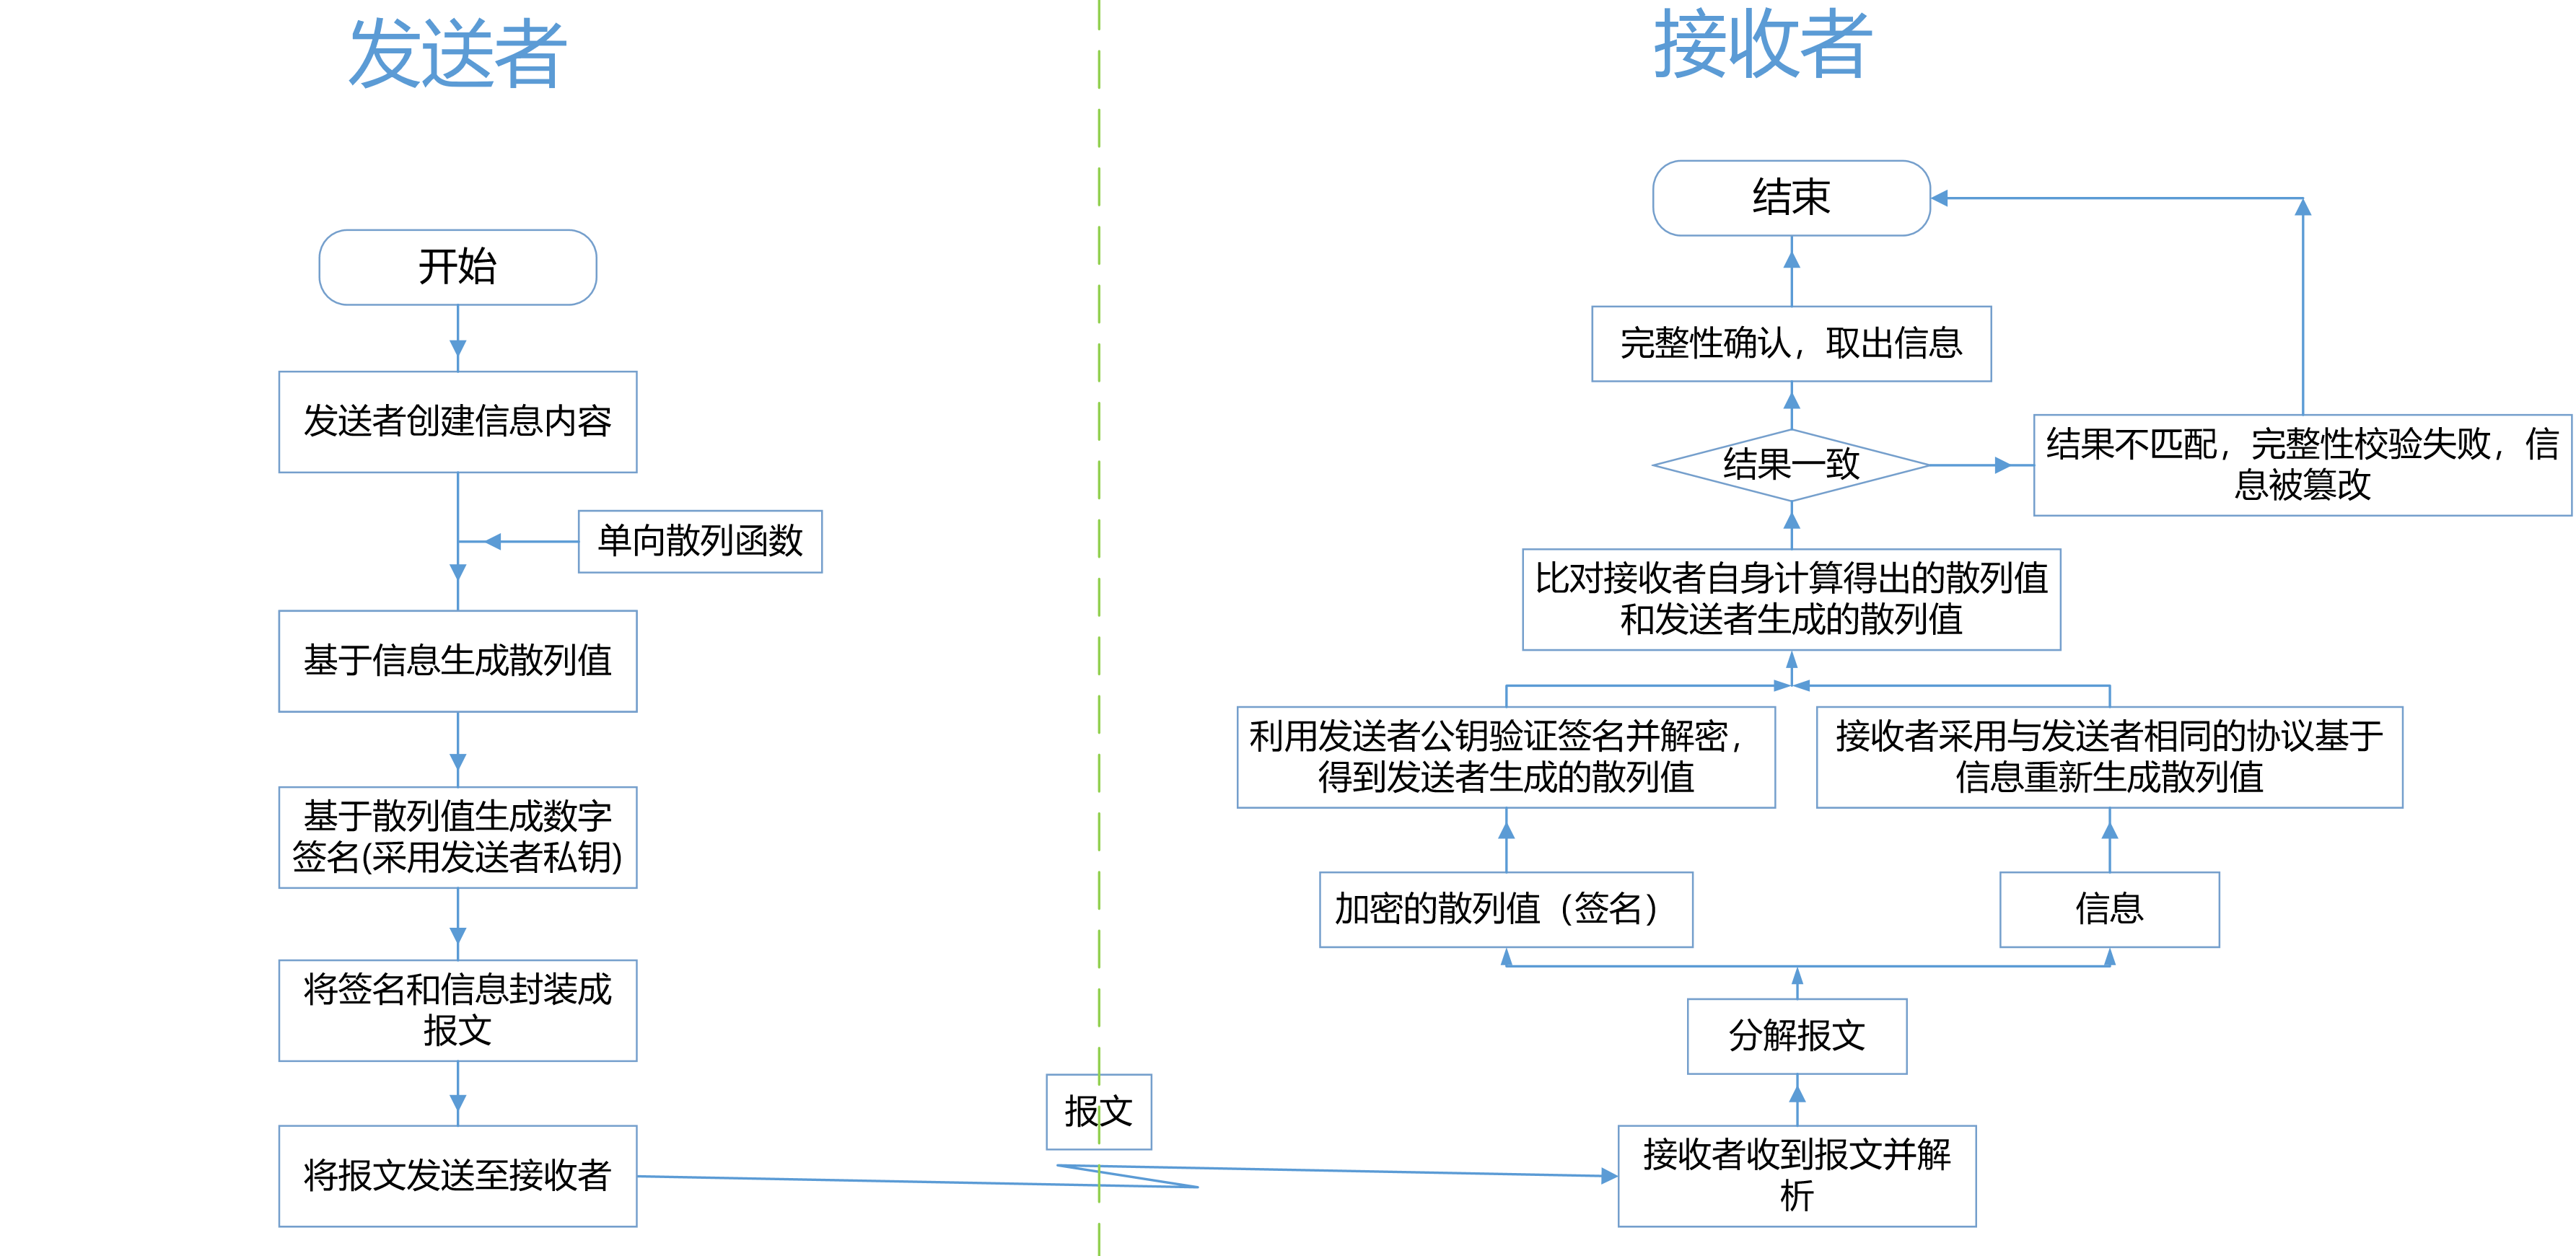 发送者
开始
发送者创建信息内容
单向散列函数
基于信息生成散列值
基于散列值生成数字
签名(采用发送者私钥)
将签名和信息封装成
报文
将报文发送至接收者
报文
接收者
结束
完整性确认，取出信息
结果一致
结果不匹配，完整性校验失败，信
息被篡改
比对接收者自身计算得出的散列值
和发送者生成的散列值
利用发送者公钥验证签名并解密，
得到发送者生成的散列值
接收者采用与发送者相同的协议基于
信息重新生成散列值
加密的散列值（签名）
信息
分解报文
接收者收到报文并解
析